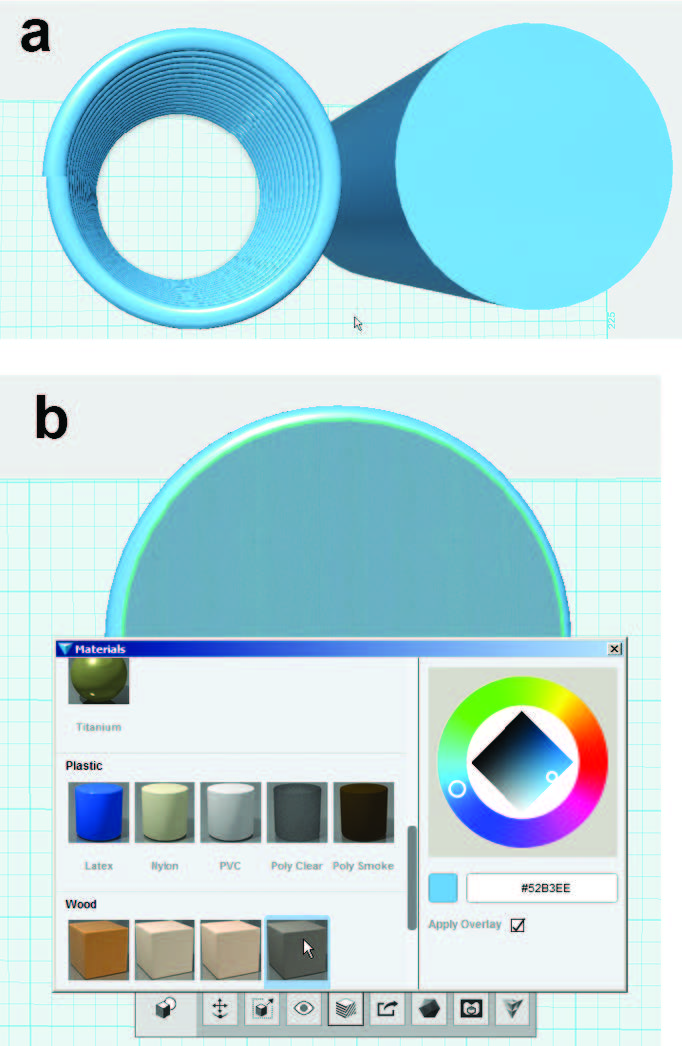 a
225
b
Materials
Titanium
Plastic
Latex Nylon PVC Poly Clear Poly Smoke
Wood
#52B3EE
Apply Overlay